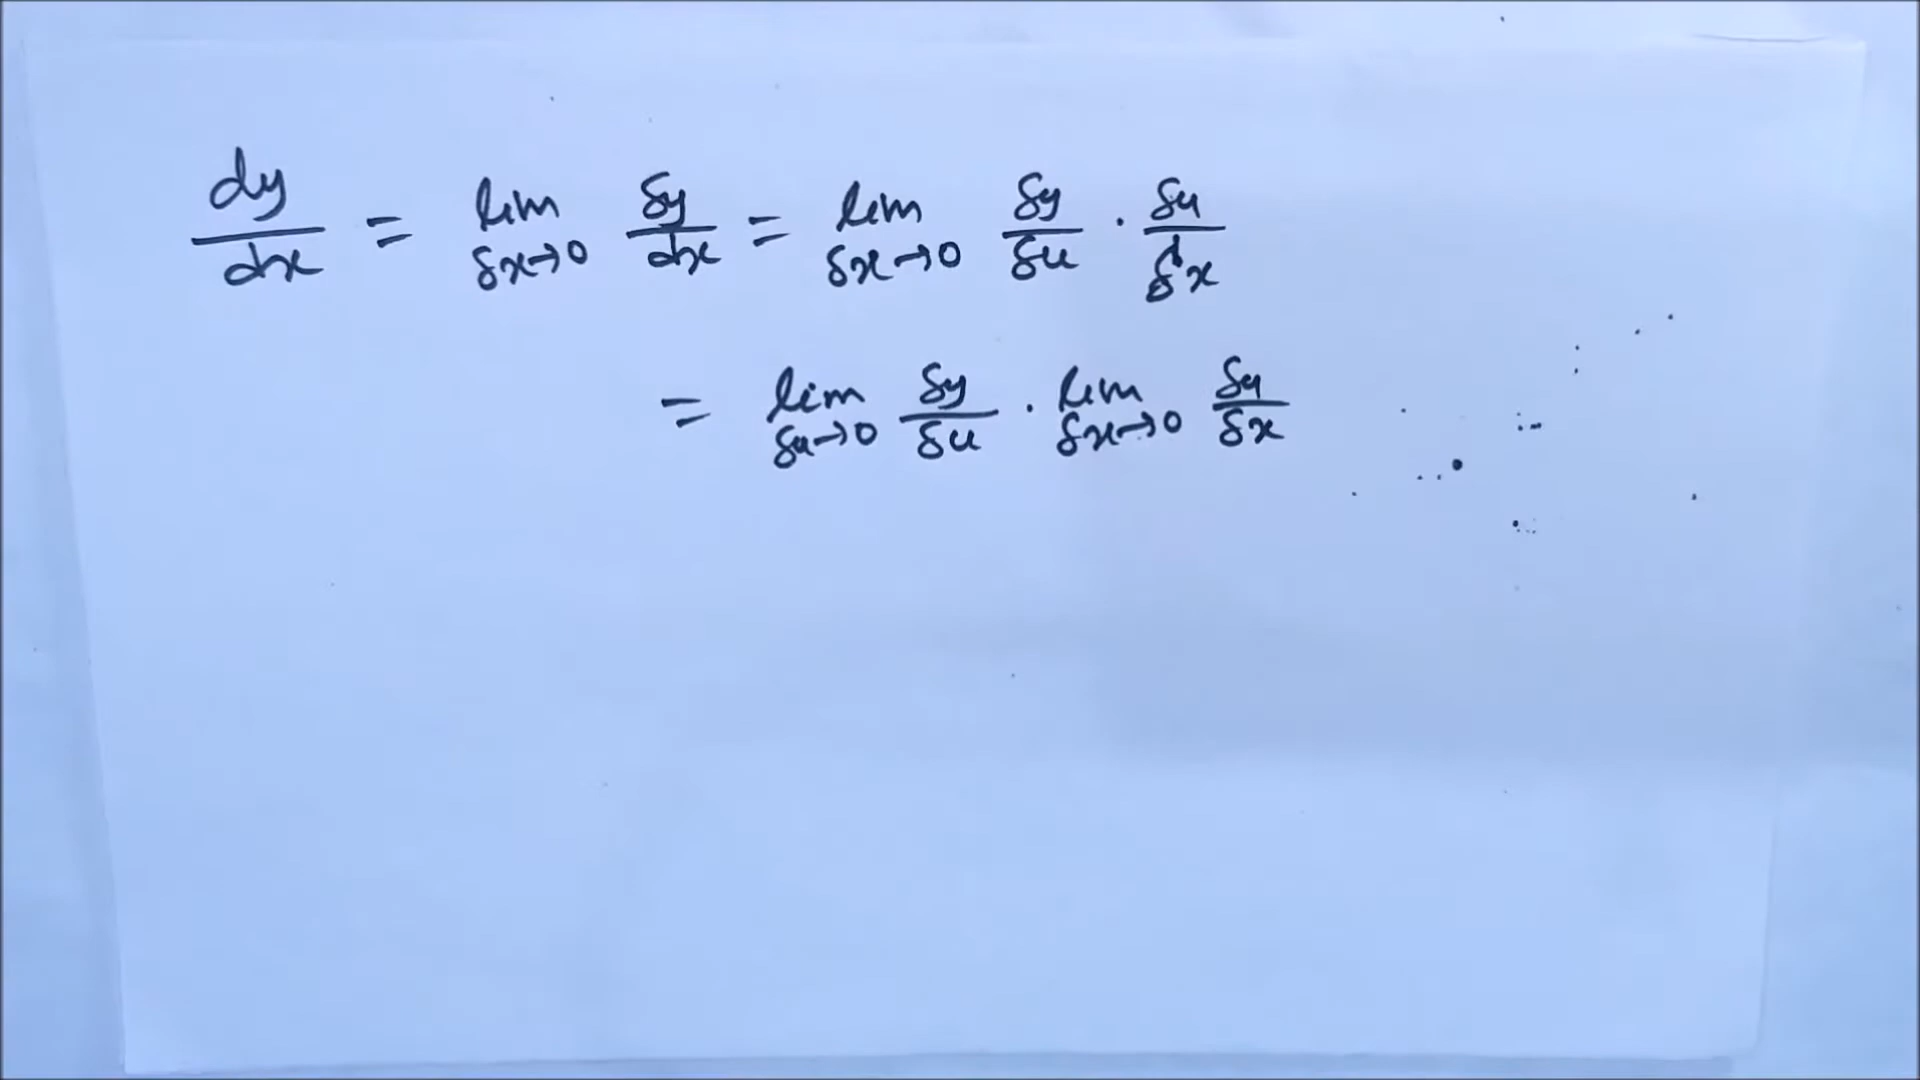 dy/dx = lim δx→0 δy/dx = lim δx→0 δy/δu · δu/δx
= lim δu→0 δy/δu · lim δx→0 δu/δx